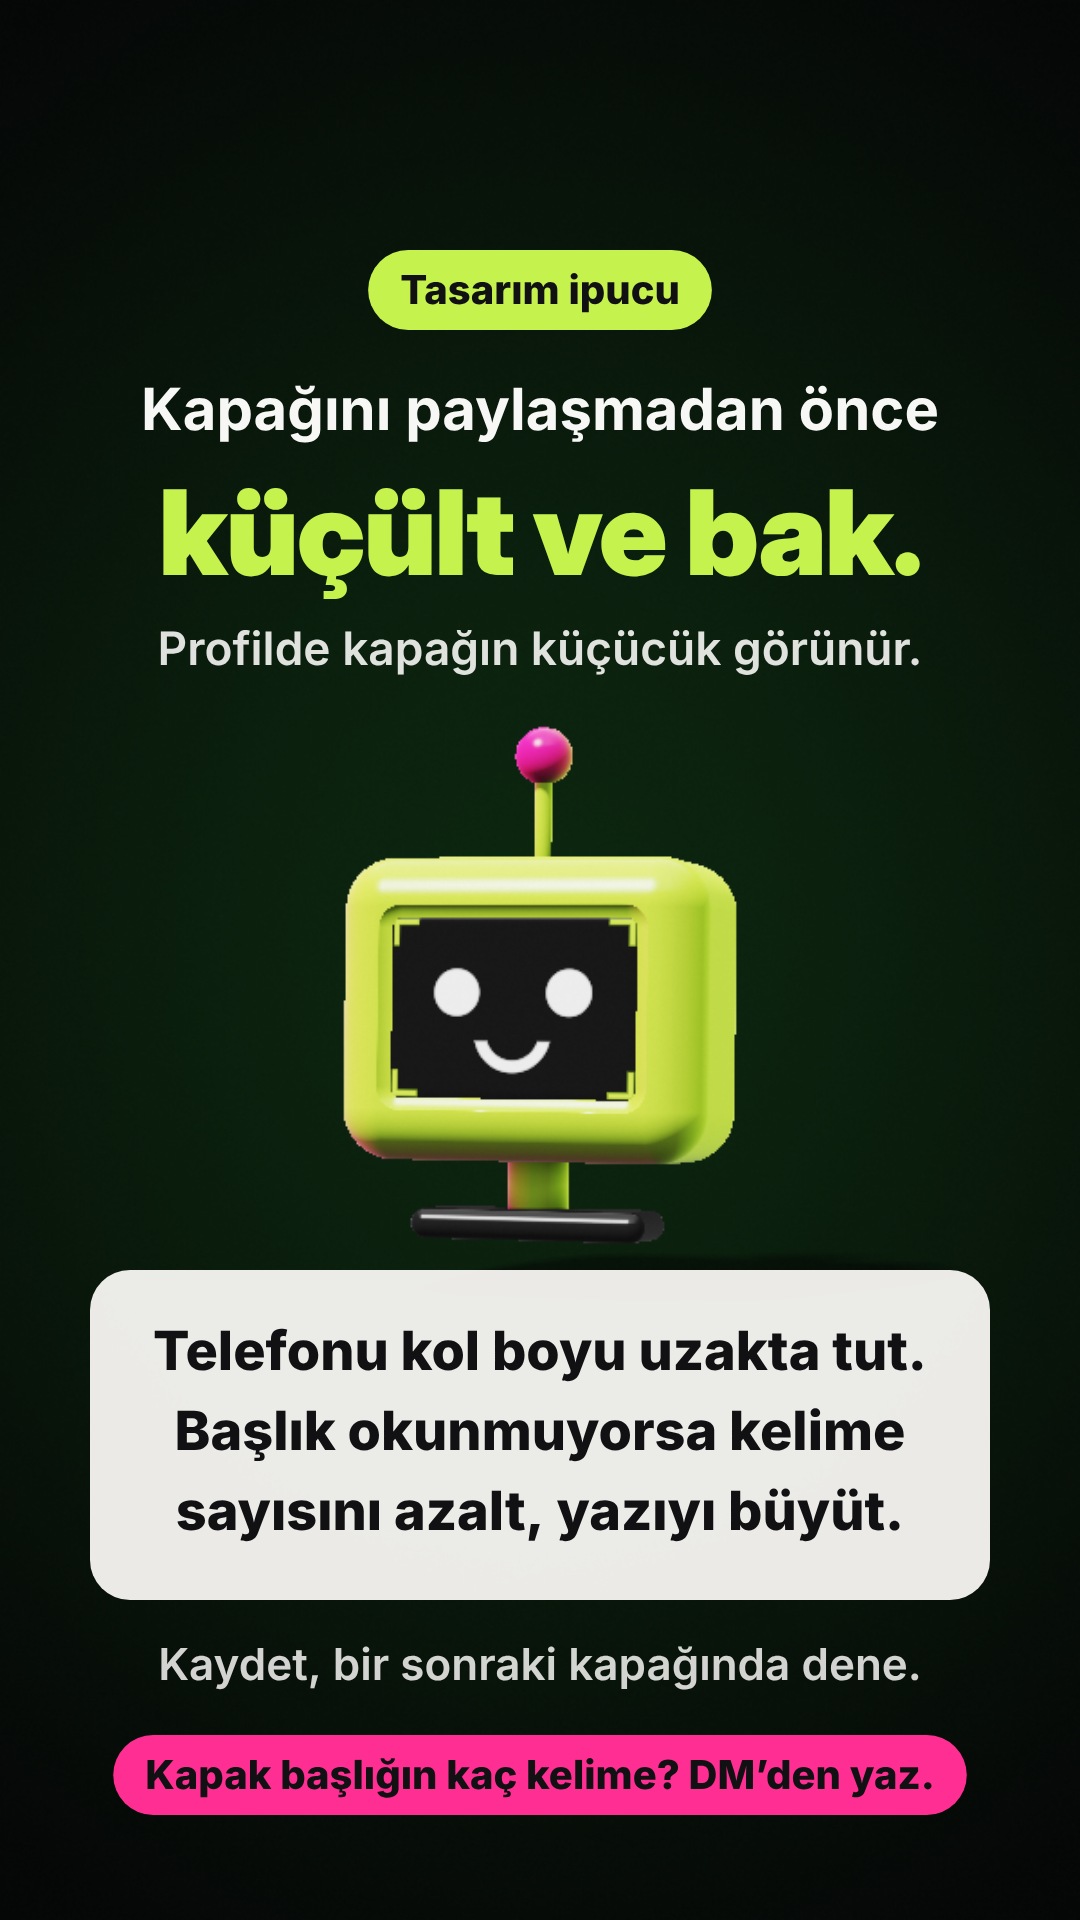 Tasarım ipucu
Kapağını paylaşmadan önce
küçült ve bak.
Profilde kapağın küçücük görünür.
Telefonu kol boyu uzakta tut.
Başlık okunmuyorsa kelime
sayısını azalt, yazıyı büyüt.
Kaydet, bir sonraki kapağında dene.
Kapak başlığın kaç kelime? DM’den yaz.